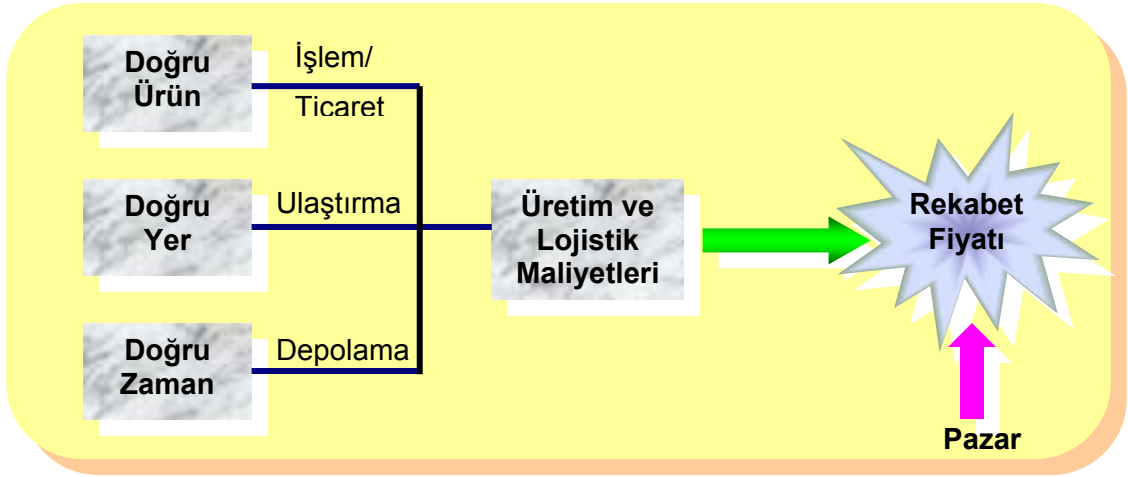 Doğru
Ürün
İşlem/
Ticaret
Doğru
Yer
Ulaştırma
Doğru
Zaman
Depolama
Üretim ve
Lojistik
Maliyetleri
Rekabet
Fiyatı
Pazar